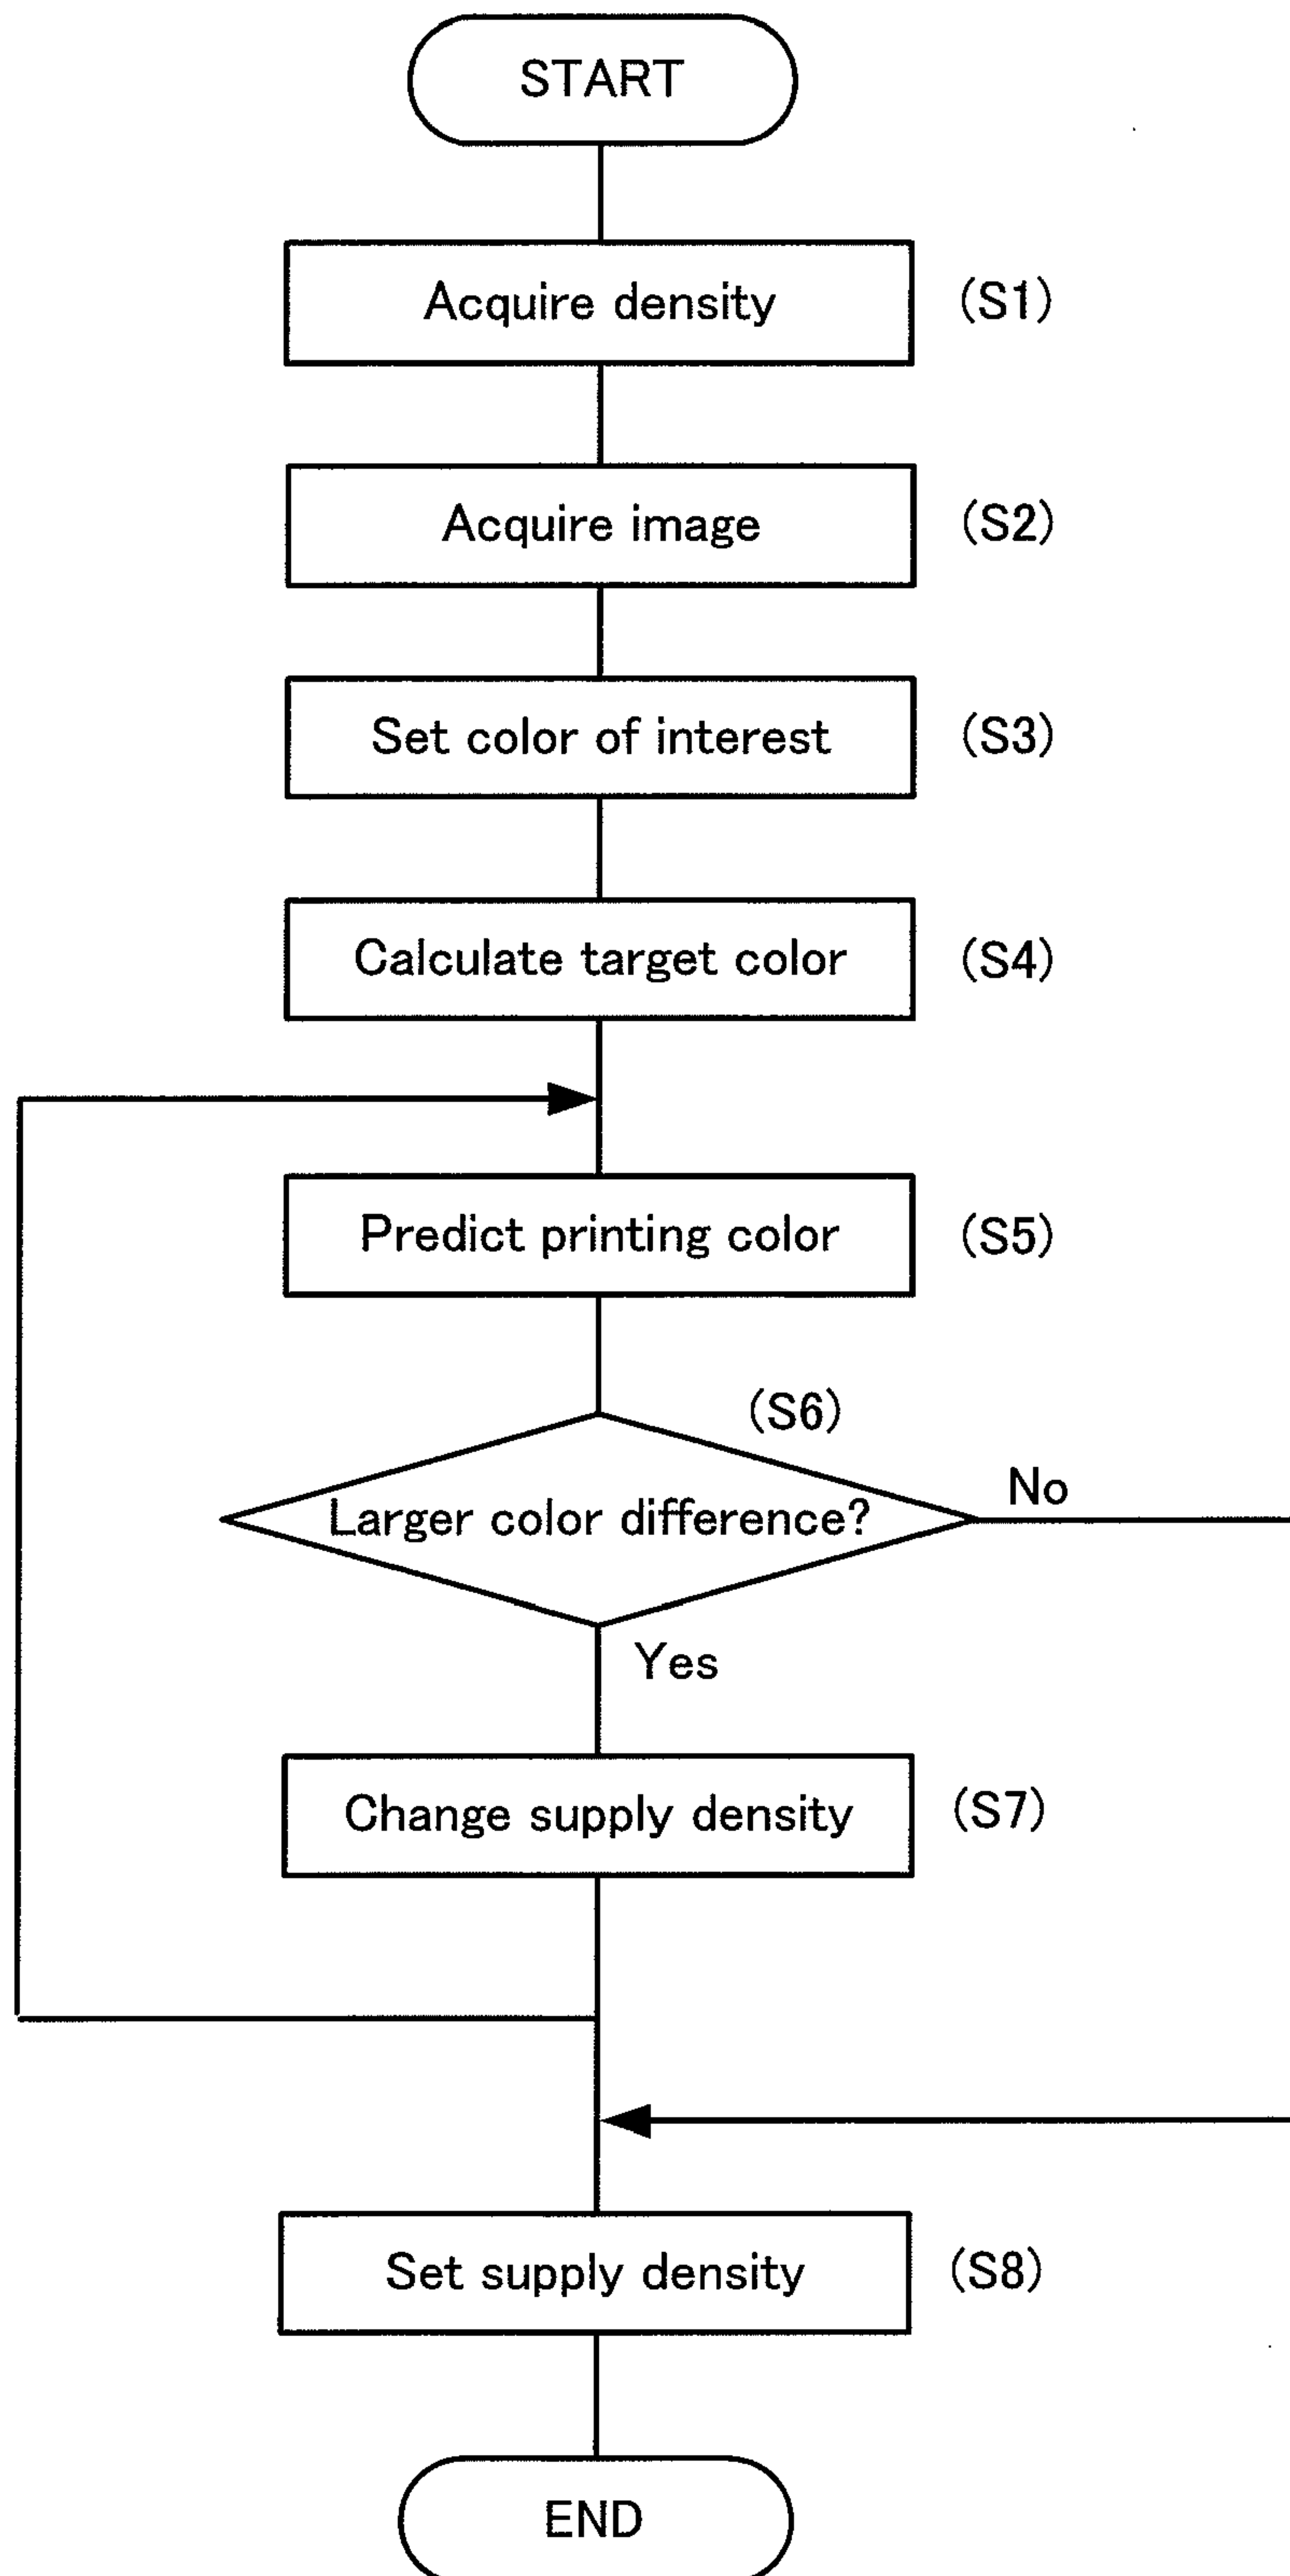 START
Acquire density (S1)
Acquire image (S2)
Set color of interest (S3)
Calculate target color (S4)
Predict printing color (S5)
(S6)
Larger color difference?
No
Yes
Change supply density (S7)
Set supply density (S8)
END